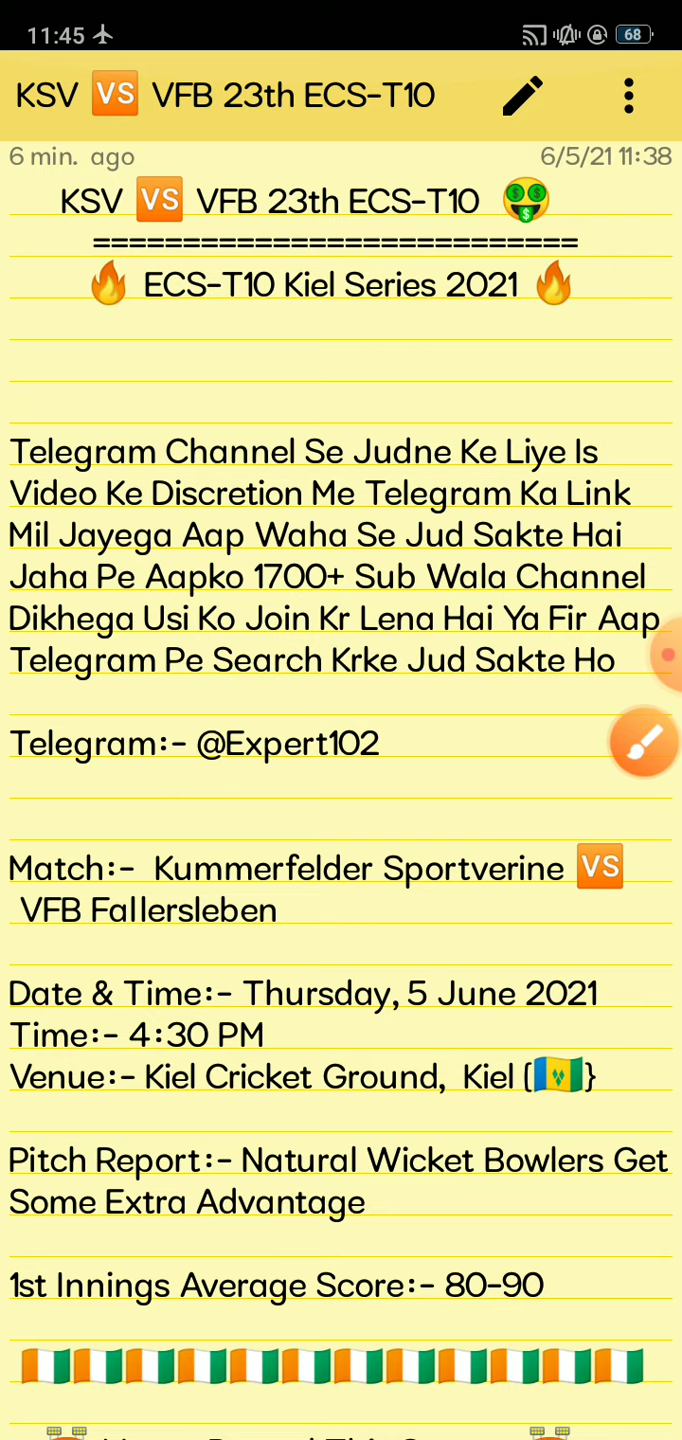 11:45
68
KSV VS VFB 23th ECS-T10
6 min. ago 6/5/21 11:38
KSV VS VFB 23th ECS-T10
===========================
ECS-T10 Kiel Series 2021
Telegram Channel Se Judne Ke Liye Is
Video Ke Discretion Me Telegram Ka Link
Mil Jayega Aap Waha Se Jud Sakte Hai
Jaha Pe Aapko 1700+ Sub Wala Channel
Dikhega Usi Ko Join Kr Lena Hai Ya Fir Aap
Telegram Pe Search Krke Jud Sakte Ho
Telegram:- @Expert102
Match:- Kummerfelder Sportverine VS
VFB Fallersleben
Date & Time:- Thursday, 5 June 2021
Time:- 4:30 PM
Venue:- Kiel Cricket Ground, Kiel {🇻🇨}
Pitch Report:- Natural Wicket Bowlers Get
Some Extra Advantage
1st Innings Average Score:- 80-90